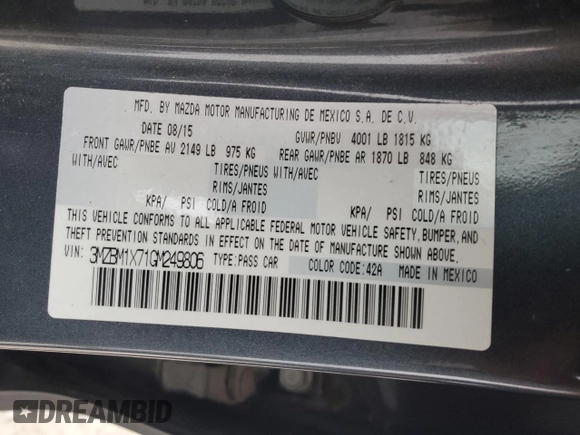 MFD. BY MAZDA MOTOR MANUFACTURING DE MEXICO S.A. DE C.V.
DATE 08/15 GVWR/PNBV 4001 LB 1815 KG
FRONT GAWR/PNBE AV 2149 LB 975 KG REAR GAWR/PNBE AR 1870 LB 848 KG
WITH/AVEC TIRES/PNEUS WITH/AVEC TIRES/PNEUS
RIMS/JANTES RIMS/JANTES
KPA/ PSI COLD/A FROID KPA/ PSI COLD/A FROID
THIS VEHICLE CONFORMS TO ALL APPLICABLE FEDERAL MOTOR VEHICLE SAFETY, BUMPER, AND
THEFT PREVENTION STANDARDS IN EFFECT ON THE DATE OF MANUFACTURE SHOWN ABOVE.
VIN: 3MZBM1X71GM249806 TYPE:PASS CAR COLOR CODE:42A MADE IN MEXICO
DREAMBID